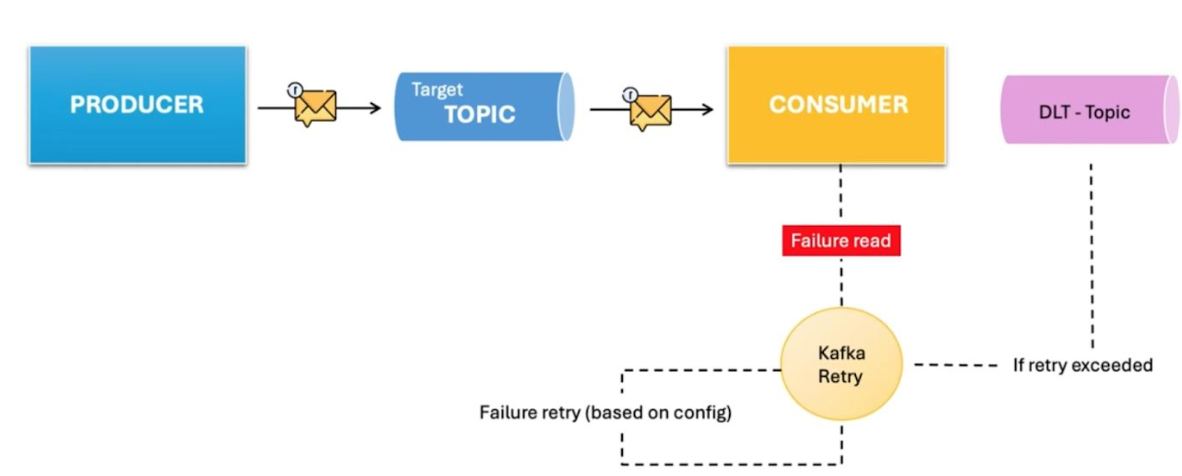 PRODUCER
Target
TOPIC
CONSUMER
DLT - Topic
Failure read
Kafka
Retry
If retry exceeded
Failure retry (based on config)